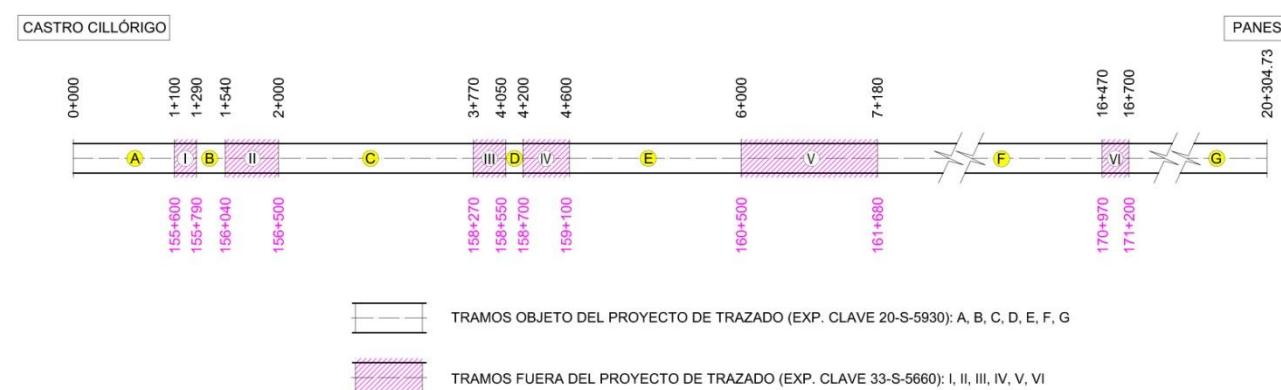 CASTRO CILLÓRIGO
PANES
0+000
1+100
1+290
1+540
2+000
3+770
4+050
4+200
4+600
6+000
7+180
16+470
16+700
20+304.73
A
I
B
II
C
III
D
IV
E
V
F
VI
G
155+600
155+790
156+040
156+500
158+270
158+550
158+700
159+100
160+500
161+680
170+970
171+200
TRAMOS OBJETO DEL PROYECTO DE TRAZADO (EXP. CLAVE 20-S-5930): A, B, C, D, E, F, G
TRAMOS FUERA DEL PROYECTO DE TRAZADO (EXP. CLAVE 33-S-5660): I, II, III, IV, V, VI